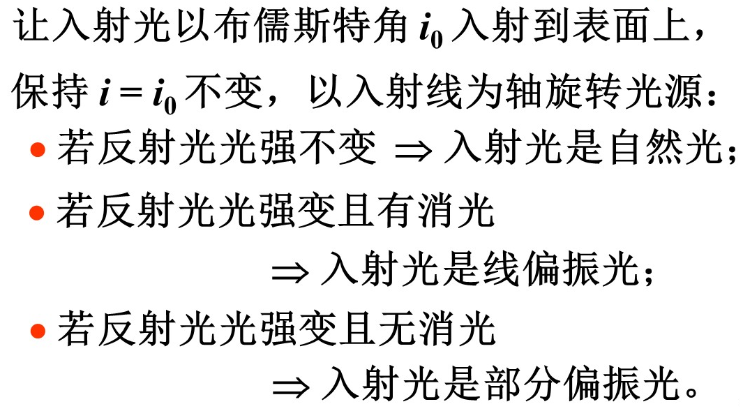 让入射光以布儒斯特角 i₀ 入射到表面上，
保持 i = i₀ 不变，以入射线为轴旋转光源：
• 若反射光光强不变 ⇒ 入射光是自然光；
• 若反射光光强变且有消光
⇒ 入射光是线偏振光；
• 若反射光光强变且无消光
⇒ 入射光是部分偏振光。